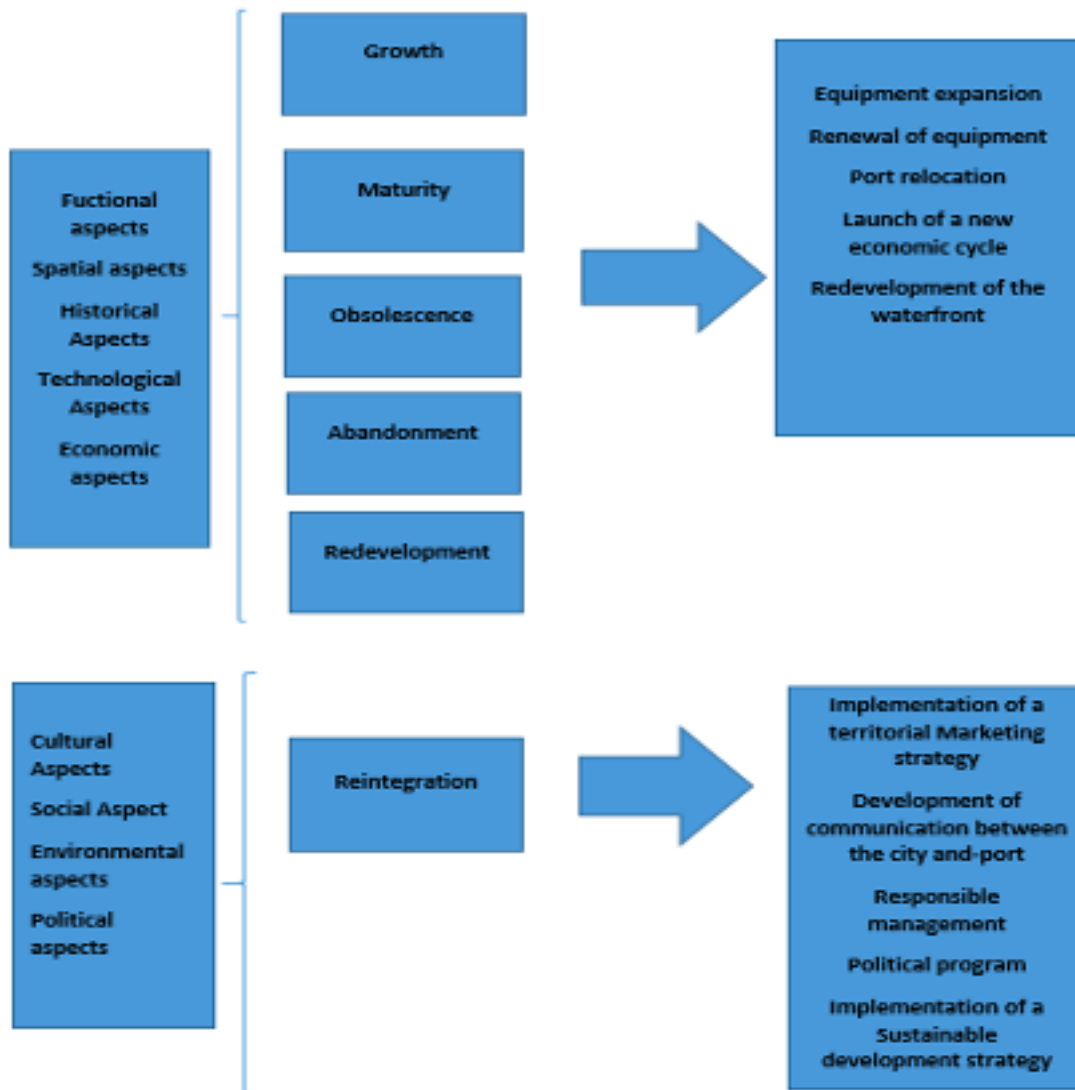 Fuctional
aspects
Spatial aspects
Historical
Aspects
Technological
Aspects
Economic
aspects
Growth
Maturity
Obsolescence
Abandonment
Redevelopment
Equipment expansion
Renewal of equipment
Port relocation
Launch of a new
economic cycle
Redevelopment of the
waterfront
Cultural
Aspects
Social Aspect
Environmental
aspects
Political
aspects
Reintegration
Implementation of a
territorial Marketing
strategy
Development of
communication between
the city and-port
Responsible
management
Political program
Implementation of a
Sustainable
development strategy